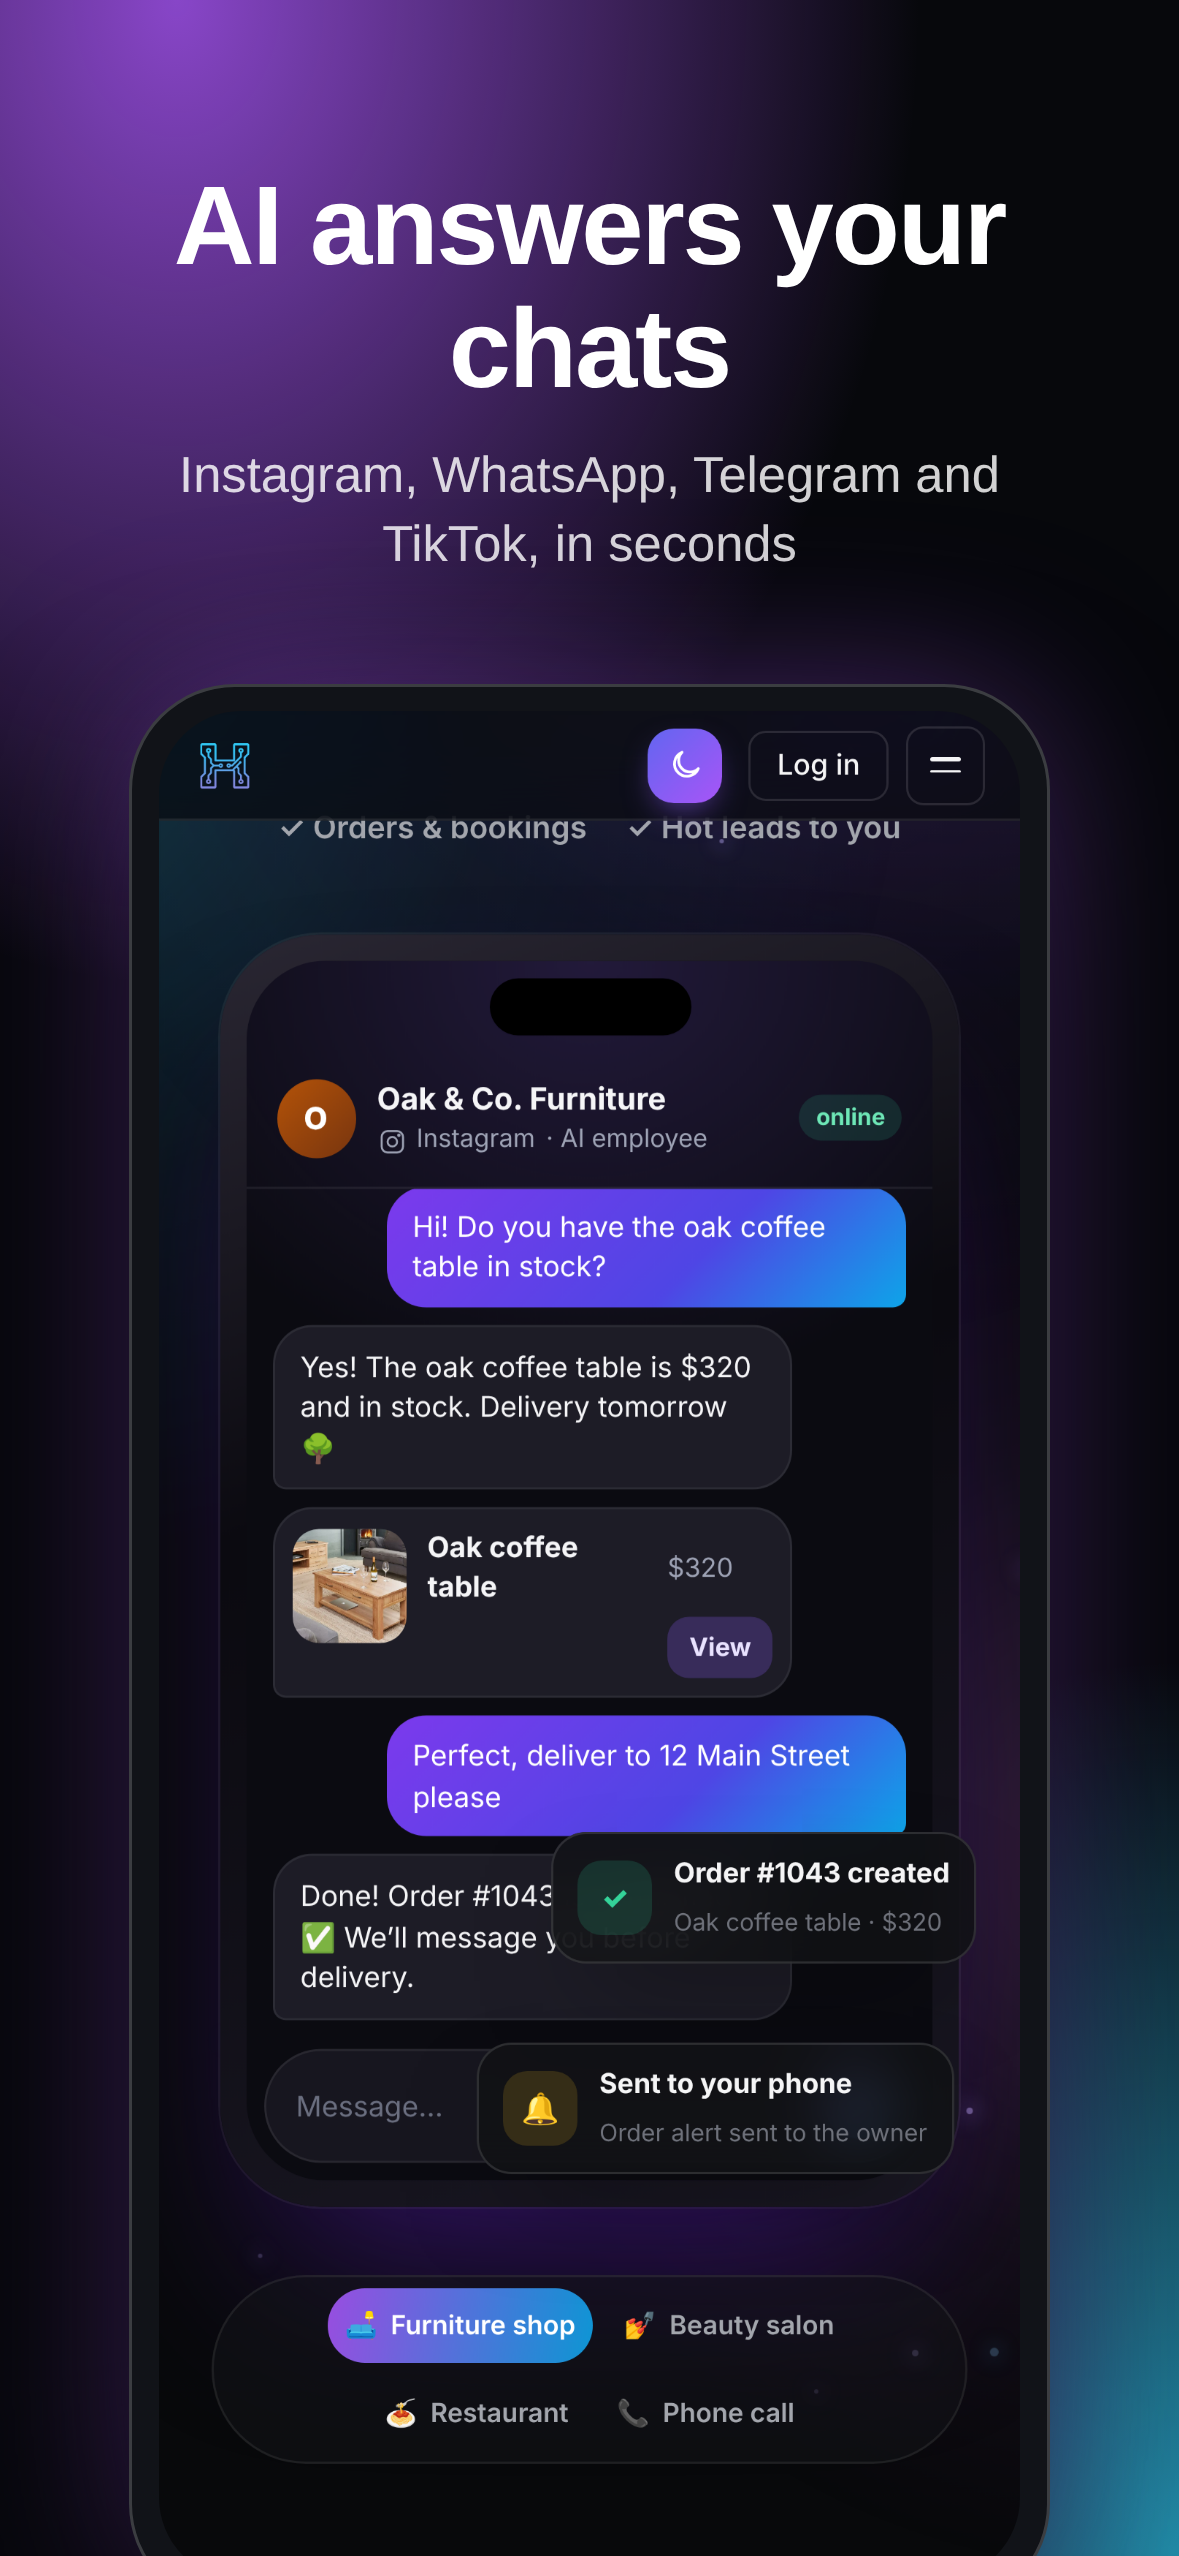 AI answers your
chats
Instagram, WhatsApp, Telegram and
TikTok, in seconds
Log in
✓ Orders & bookings ✓ Hot leads to you
O
Oak & Co. Furniture
Instagram · AI employee
online
Hi! Do you have the oak coffee
table in stock?
Yes! The oak coffee table is $320
and in stock. Delivery tomorrow
🌳
Oak coffee
table
$320
View
Perfect, deliver to 12 Main Street
please
Done! Order #1043
✅ We’ll message you before
delivery.
Order #1043 created
Oak coffee table · $320
Message...
Sent to your phone
Order alert sent to the owner
Furniture shop
Beauty salon
Restaurant
Phone call